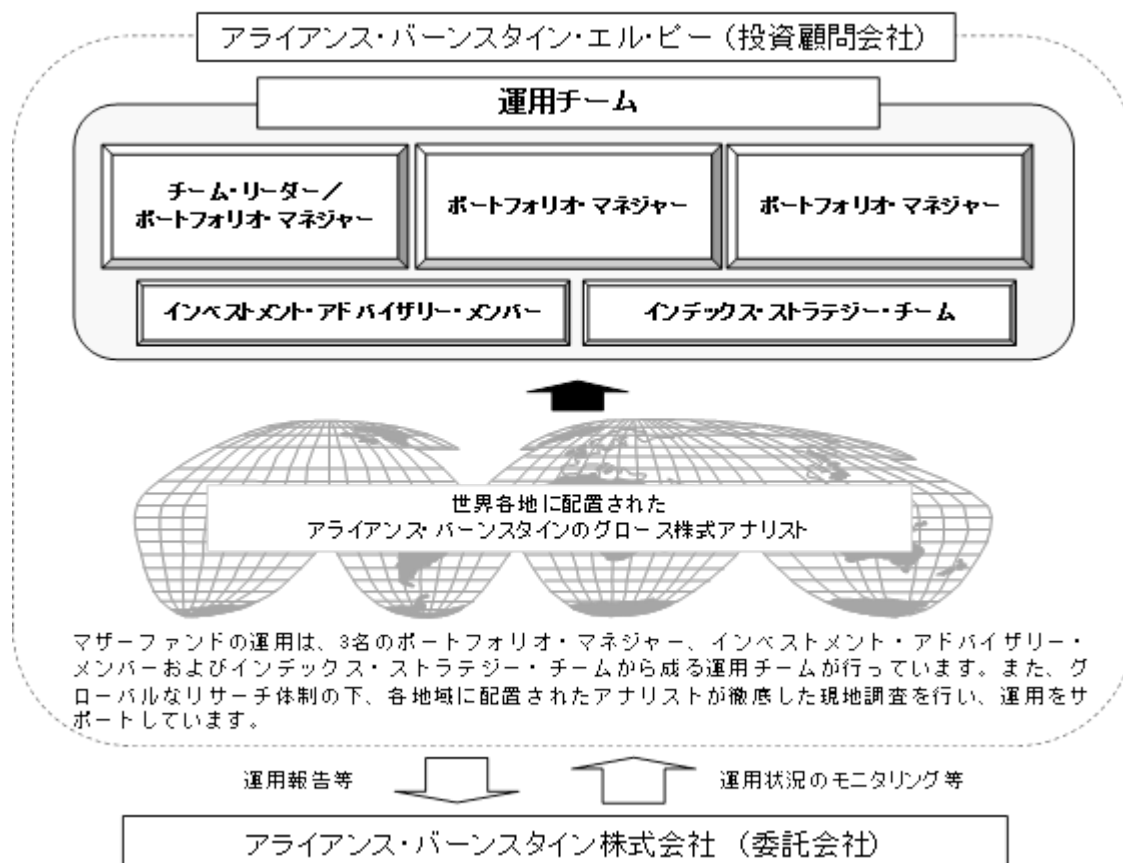 アライアンス・バーンスタイン・エル・ピー（投資顧問会社）
運用チーム
チーム・リーダー／
ポートフォリオ・マネジャー
ポートフォリオ・マネジャー
ポートフォリオ・マネジャー
インベストメント・アドバイザリー・メンバー
インデックス・ストラテジー・チーム
世界各地に配置された
アライアンス・バーンスタインのグロース株式アナリスト
マザーファンドの運用は、3名のポートフォリオ・マネジャー、インベストメント・アドバイザリー・
メンバーおよびインデックス・ストラテジー・チームから成る運用チームが行っています。また、グ
ローバルなリサーチ体制の下、各地域に配置されたアナリストが徹底した現地調査を行い、運用をサ
ポートしています。
運用報告等
運用状況のモニタリング等
アライアンス・バーンスタイン株式会社　（委託会社）